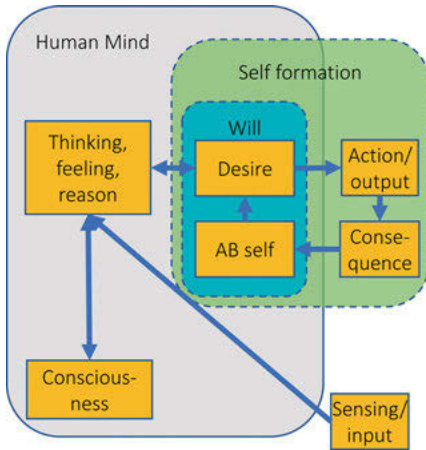 Human Mind
Self formation
Will
Thinking,
feeling,
reason
Desire
Action/
output
AB self
Conse-
quence
Conscious-
ness
Sensing/
input